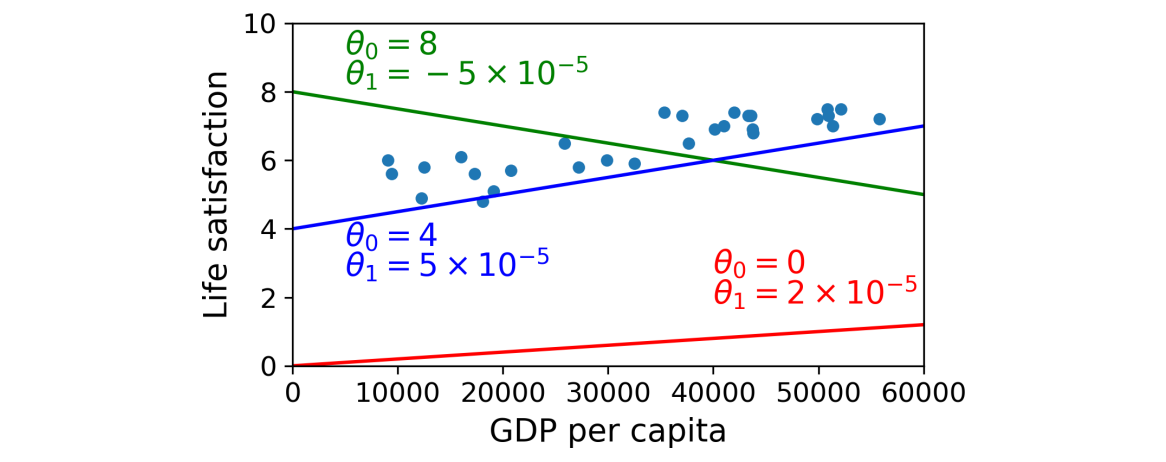 10
θ₀ = 8
θ₁ = − 5 × 10⁻⁵
8
6
4
θ₀ = 4
θ₁ = 5 × 10⁻⁵
θ₀ = 0
θ₁ = 2 × 10⁻⁵
2
0
Life satisfaction
0 10000 20000 30000 40000 50000 60000
GDP per capita